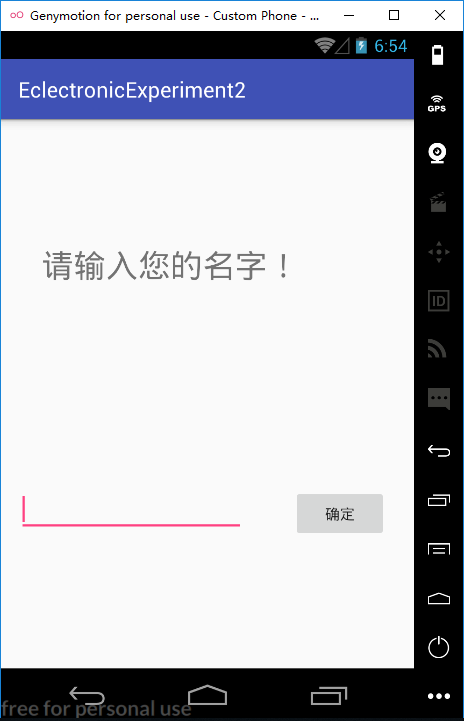 Genymotion for personal use - Custom Phone - ...
6:54
EclectronicExperiment2
GPS
请输入您的名字！
ID
确定
free for personal use